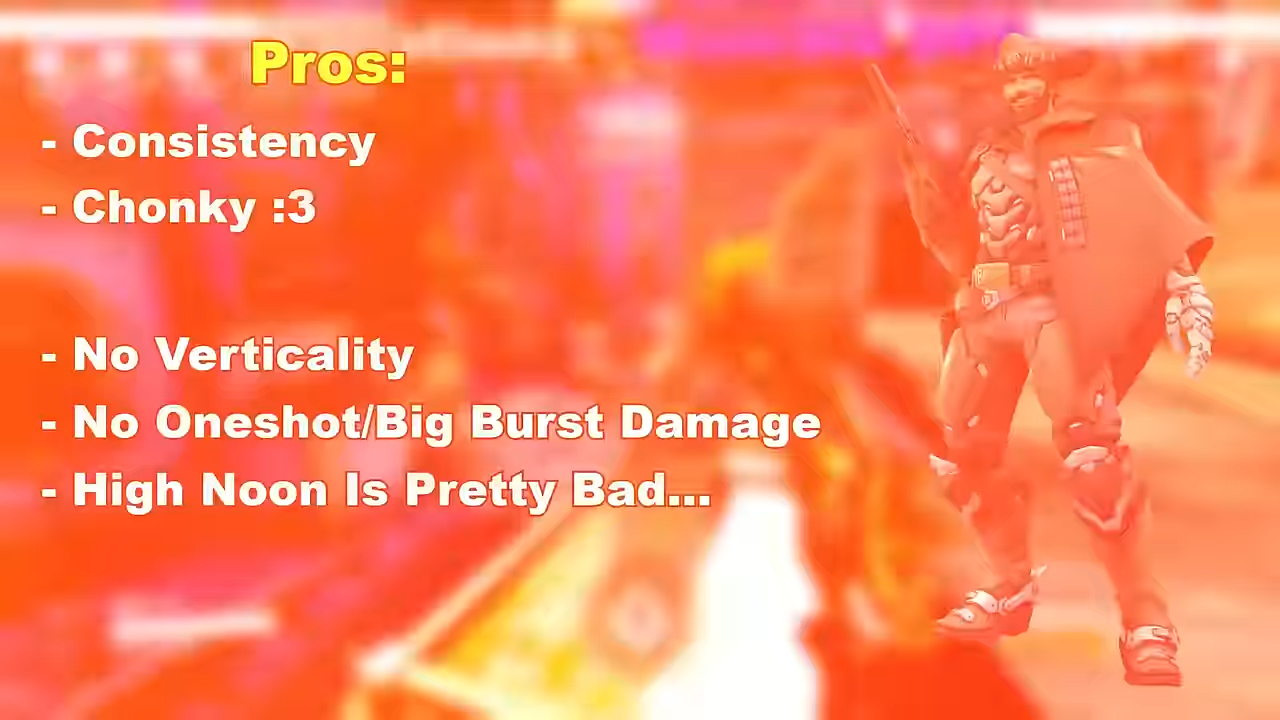 Pros:
- Consistency
- Chonky :3
- No Verticality
- No Oneshot/Big Burst Damage
- High Noon Is Pretty Bad...